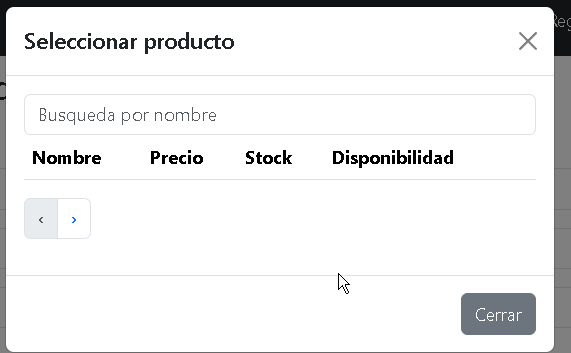 Seleccionar producto
Busqueda por nombre
Nombre Precio Stock Disponibilidad
‹ ›
Cerrar